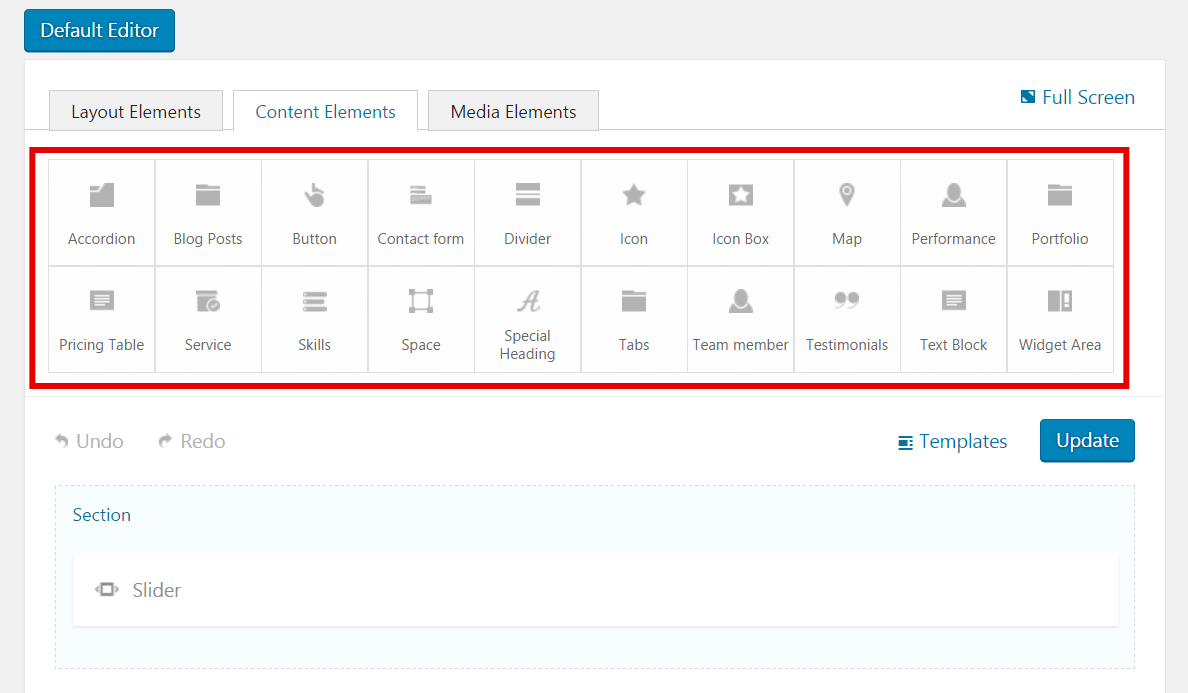 Default Editor
Layout Elements
Content Elements
Media Elements
Full Screen
Accordion
Blog Posts
Button
Contact form
Divider
Icon
Icon Box
Map
Performance
Portfolio
Pricing Table
Service
Skills
Space
Special
Heading
Tabs
Team member
Testimonials
Text Block
Widget Area
Undo
Redo
Templates
Update
Section
Slider